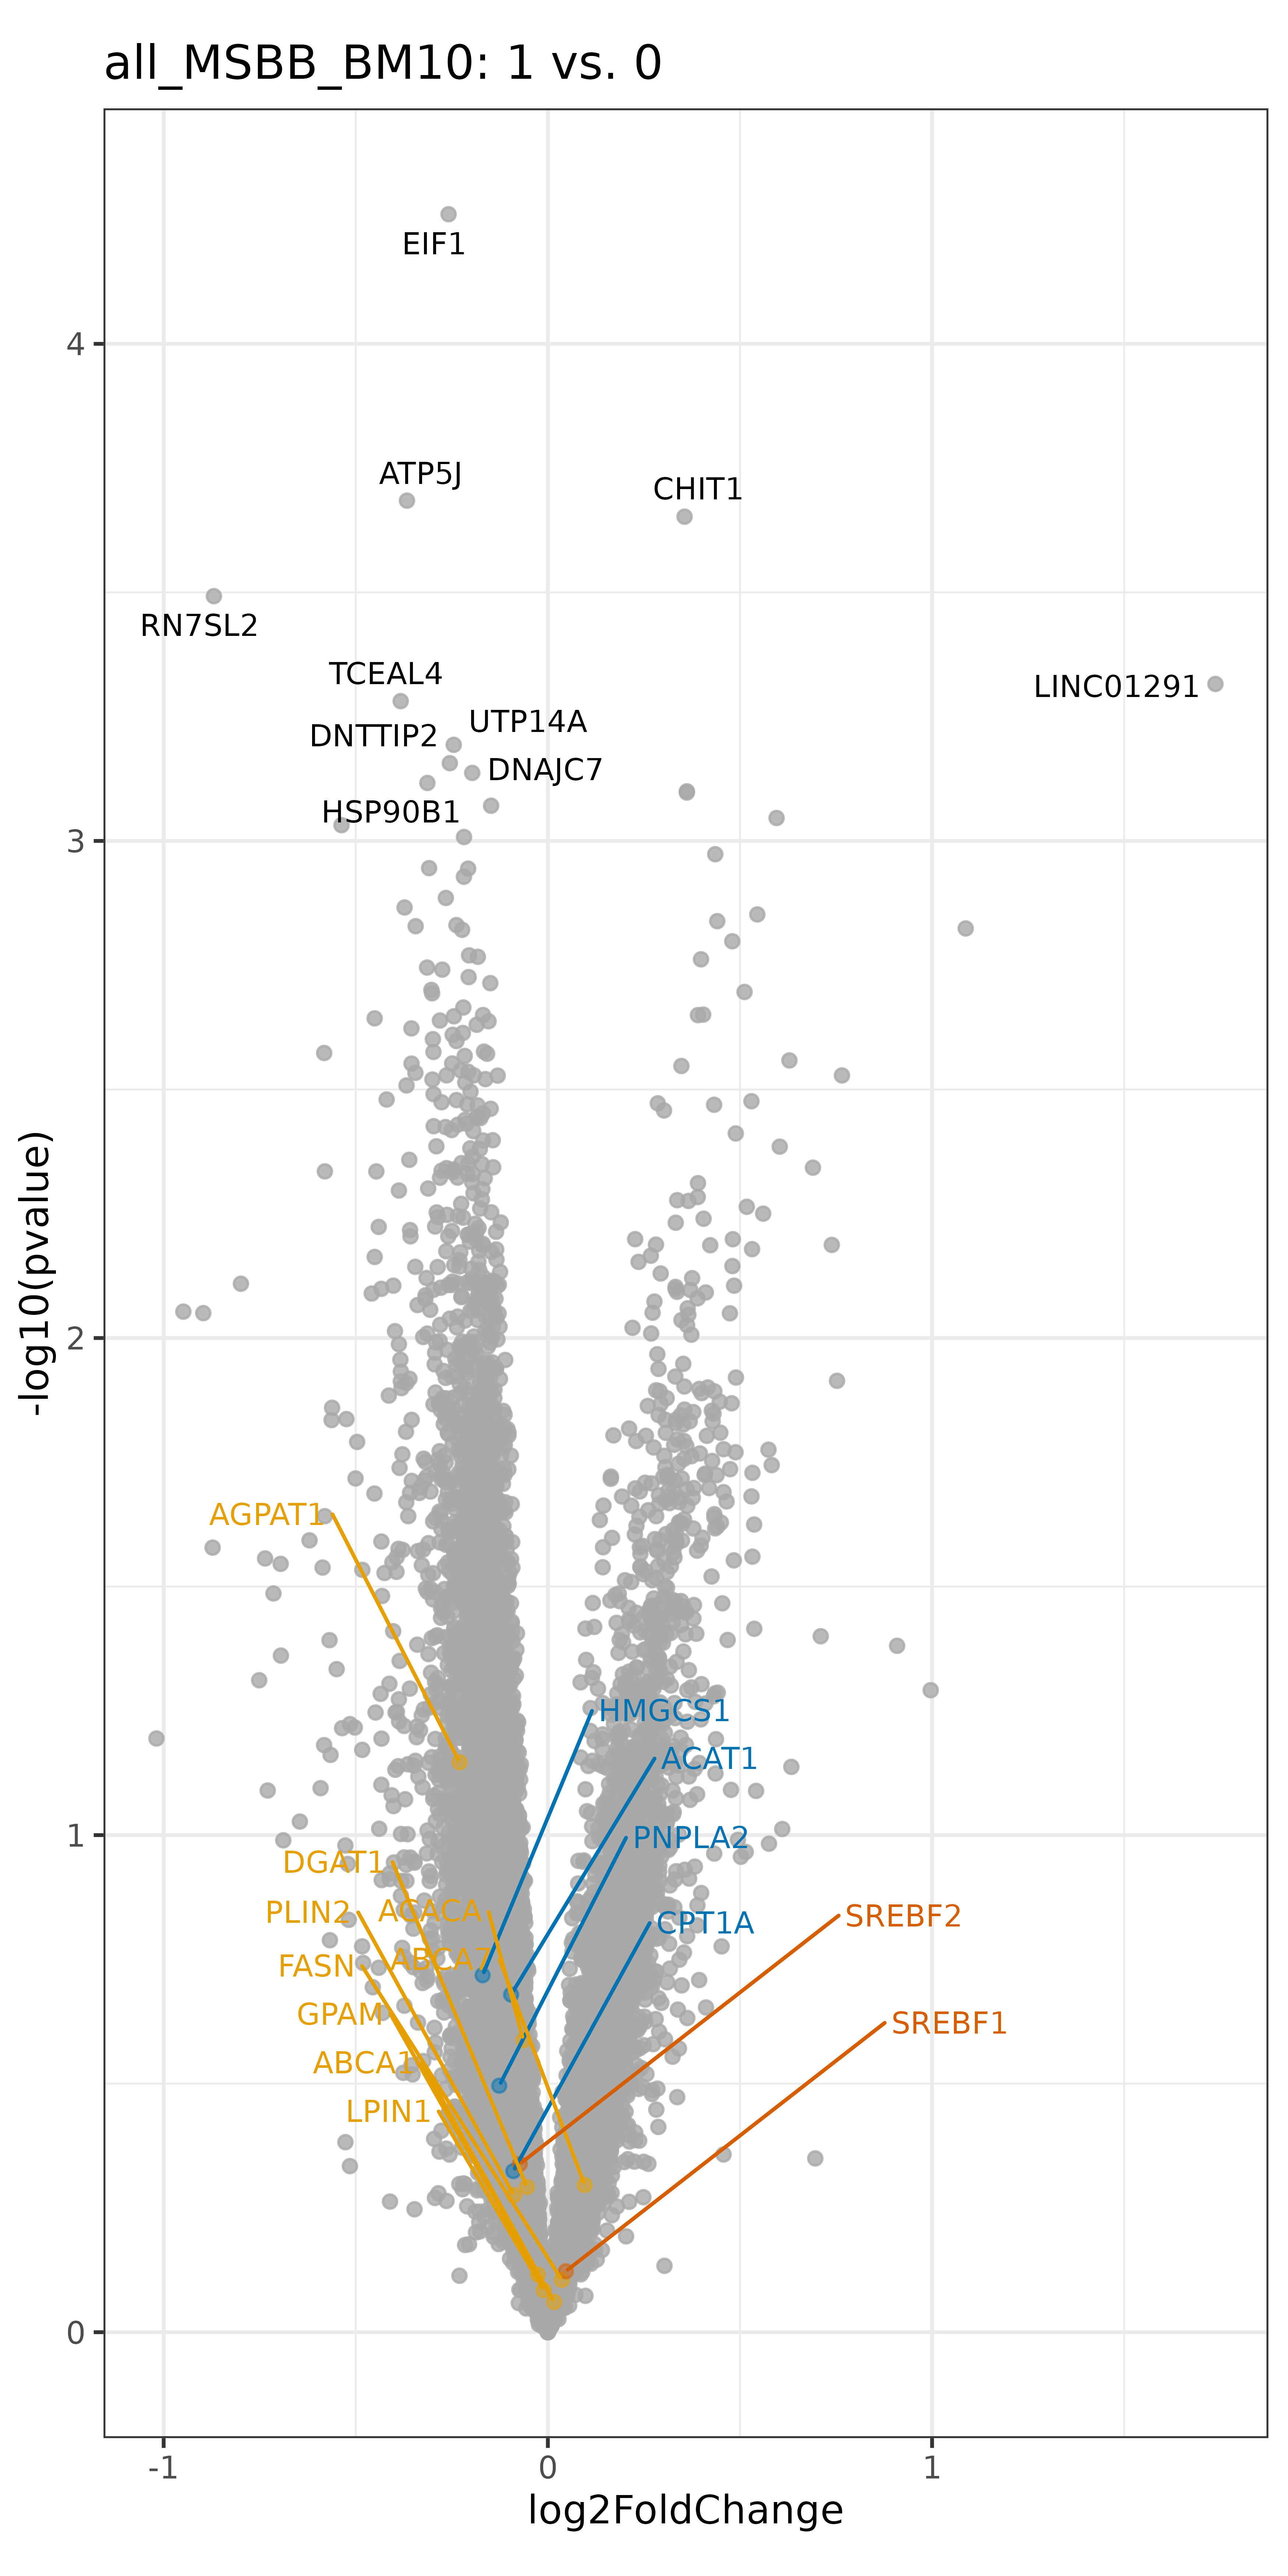 all_MSBB_BM10: 1 vs. 0
EIF1
4
ATP5J
CHIT1
RN7SL2
TCEAL4
LINC01291
UTP14A
DNTTIP2
DNAJC7
HSP90B1
3
-log10(pvalue)
2
AGPAT1
HMGCS1
ACAT1
1
PNPLA2
DGAT1
PLIN2
ACACA
SREBF2
CPT1A
ABCA7
FASN
GPAM
SREBF1
ABCA1
LPIN1
0
-1
0
1
log2FoldChange